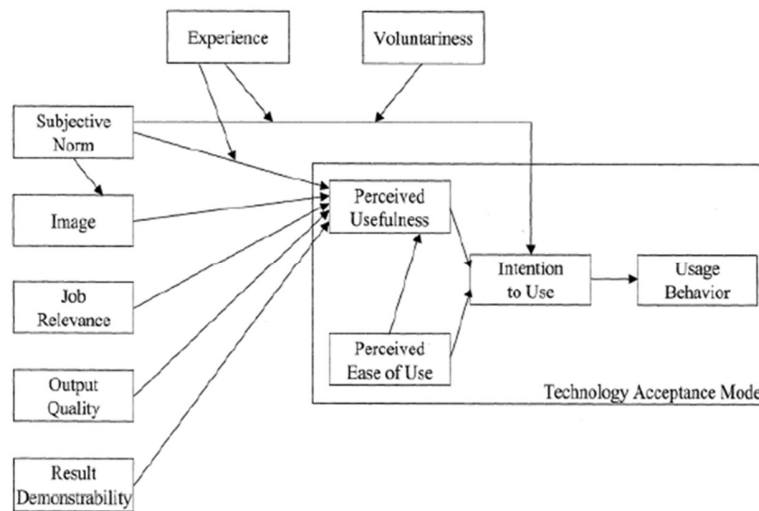 Experience
Voluntariness
Subjective
Norm
Image
Job
Relevance
Output
Quality
Result
Demonstrability
Perceived
Usefulness
Perceived
Ease of Use
Intention
to Use
Usage
Behavior
Technology Acceptance Mode